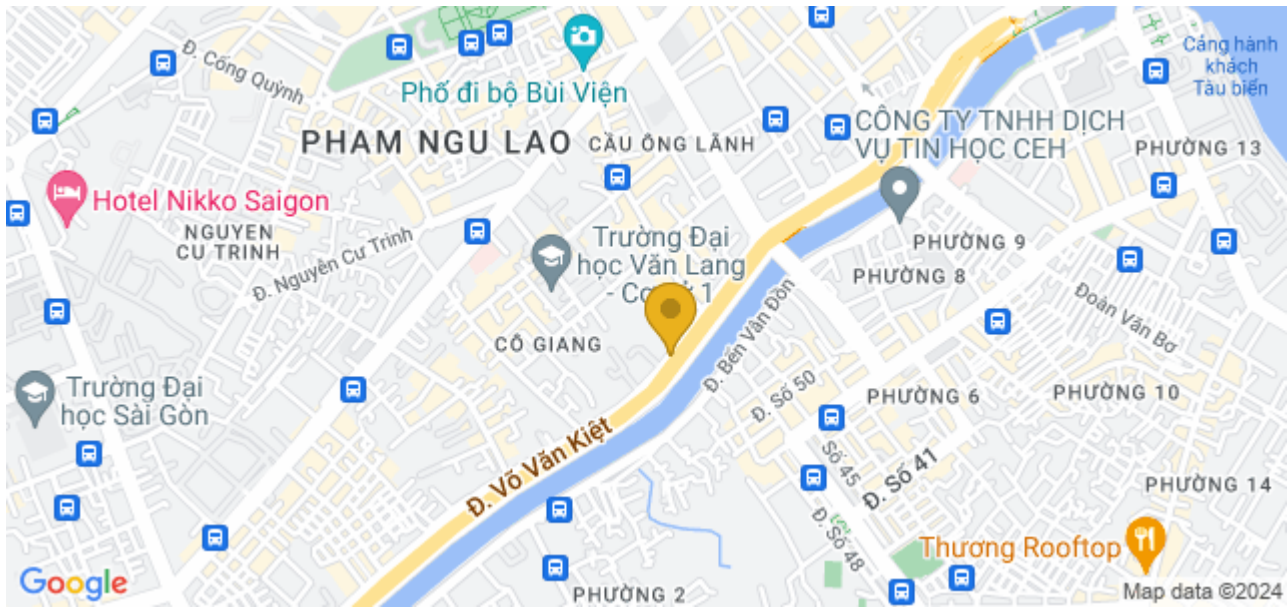 Cảng hành
khách
Tàu biển
Đ. Cống Quỳnh
Phố đi bộ Bùi Viện
PHAM NGU LAO
CẦU ÔNG LÃNH
CÔNG TY TNHH DỊCH
VỤ TIN HỌC CEH
PHƯỜNG 13
Hotel Nikko Saigon
NGUYEN
CU TRINH
Đ. Nguyễn Cư Trinh
Trường Đại
học Văn Lang
- Cơ sở 1
PHƯỜNG 9
PHƯỜNG 8
Đoàn Văn Bơ
Đ. Bến Vân Đồn
CÔ GIANG
Trường Đại
học Sài Gòn
Đ. Số 50
PHƯỜNG 6
PHƯỜNG 10
Đ. Võ Văn Kiệt
Số 45
Đ. Số 41
PHƯỜNG 14
Đ. Số 48
Thương Rooftop
PHƯỜNG 2
Google
Map data ©2024